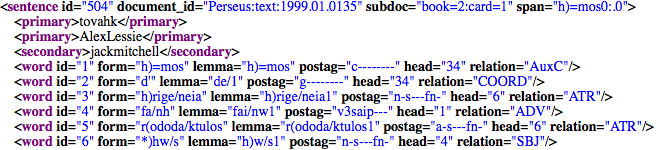 <sentence id="504" document_id="Perseus:text:1999.01.0135" subdoc="book=2:card=1" span="h)=mos0:.0">
<primary>tovahk</primary>
<primary>AlexLessie</primary>
<secondary>jackmitchell</secondary>
<word id="1" form="h)=mos" lemma="h)=mos" postag="c--------" head="34" relation="AuxC"/>
<word id="2" form="d'" lemma="de/1" postag="g--------" head="34" relation="COORD"/>
<word id="3" form="h)rige/neia" lemma="h)rige/neia1" postag="n-s---fn-" head="6" relation="ATR"/>
<word id="4" form="fa/nh" lemma="fai/nw1" postag="v3saip---" head="1" relation="ADV"/>
<word id="5" form="r(ododa/ktulos" lemma="r(ododa/ktulos1" postag="a-s---fn-" head="6" relation="ATR"/>
<word id="6" form="*)hw/s" lemma="h)w/s1" postag="n-s---fn-" head="4" relation="SBJ"/>